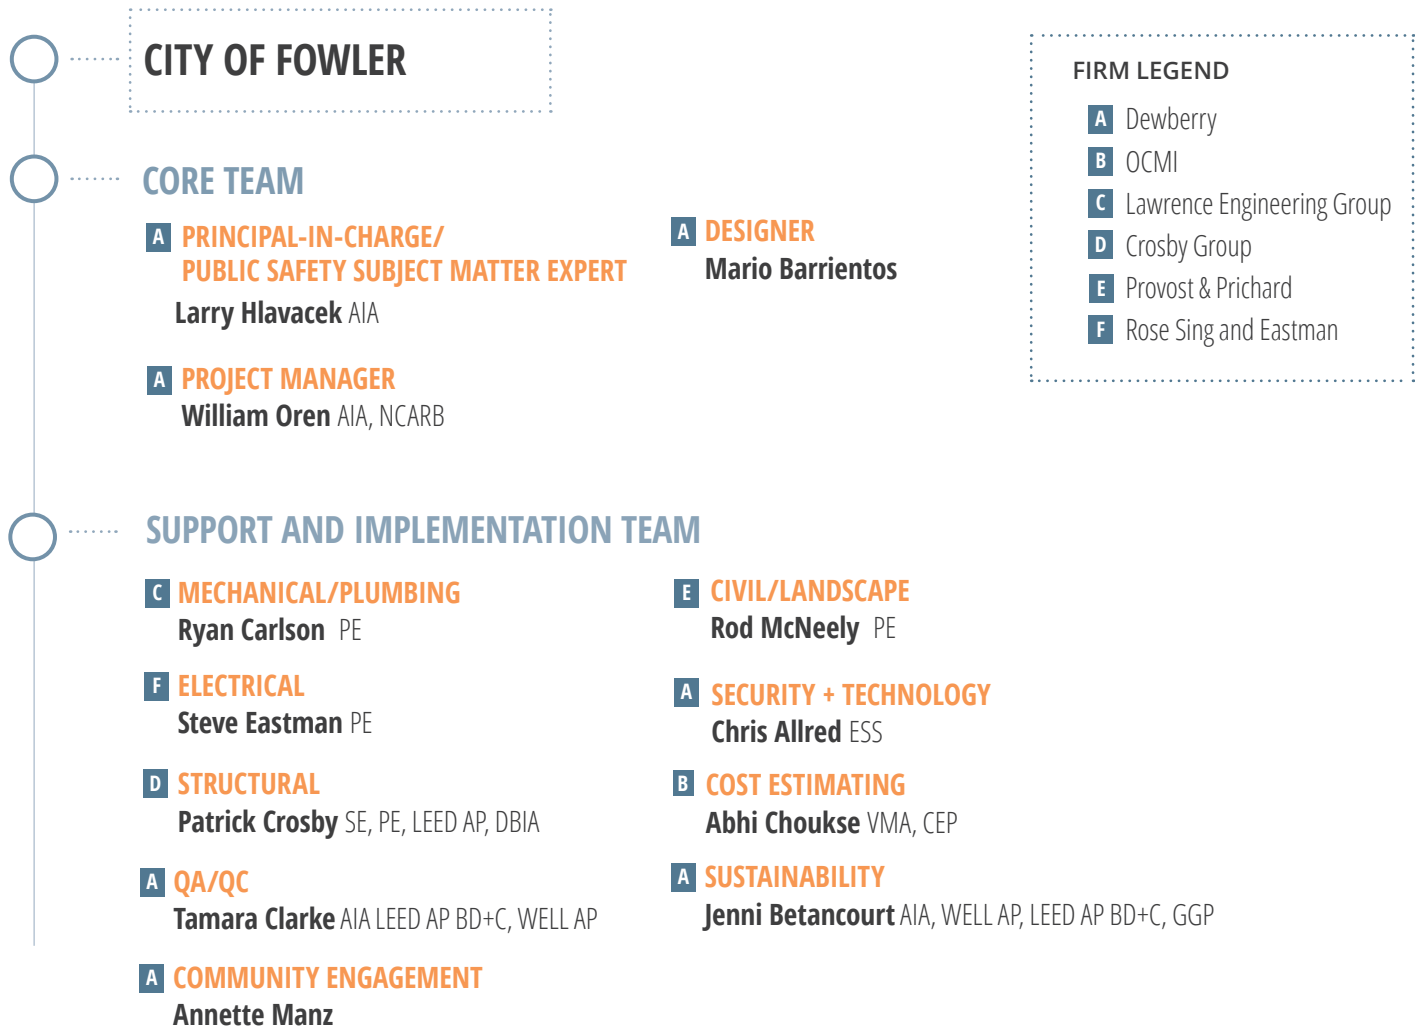 CITY OF FOWLER
FIRM LEGEND
A Dewberry
B OCMI
C Lawrence Engineering Group
D Crosby Group
E Provost & Prichard
F Rose Sing and Eastman
CORE TEAM
A PRINCIPAL-IN-CHARGE/
PUBLIC SAFETY SUBJECT MATTER EXPERT
Larry Hlavacek AIA
A DESIGNER
Mario Barrientos
A PROJECT MANAGER
William Oren AIA, NCARB
SUPPORT AND IMPLEMENTATION TEAM
C MECHANICAL/PLUMBING
Ryan Carlson PE
E CIVIL/LANDSCAPE
Rod McNeely PE
F ELECTRICAL
Steve Eastman PE
A SECURITY + TECHNOLOGY
Chris Allred ESS
D STRUCTURAL
Patrick Crosby SE, PE, LEED AP, DBIA
B COST ESTIMATING
Abhi Choukse VMA, CEP
A QA/QC
Tamara Clarke AIA LEED AP BD+C, WELL AP
A SUSTAINABILITY
Jenni Betancourt AIA, WELL AP, LEED AP BD+C, GGP
A COMMUNITY ENGAGEMENT
Annette Manz